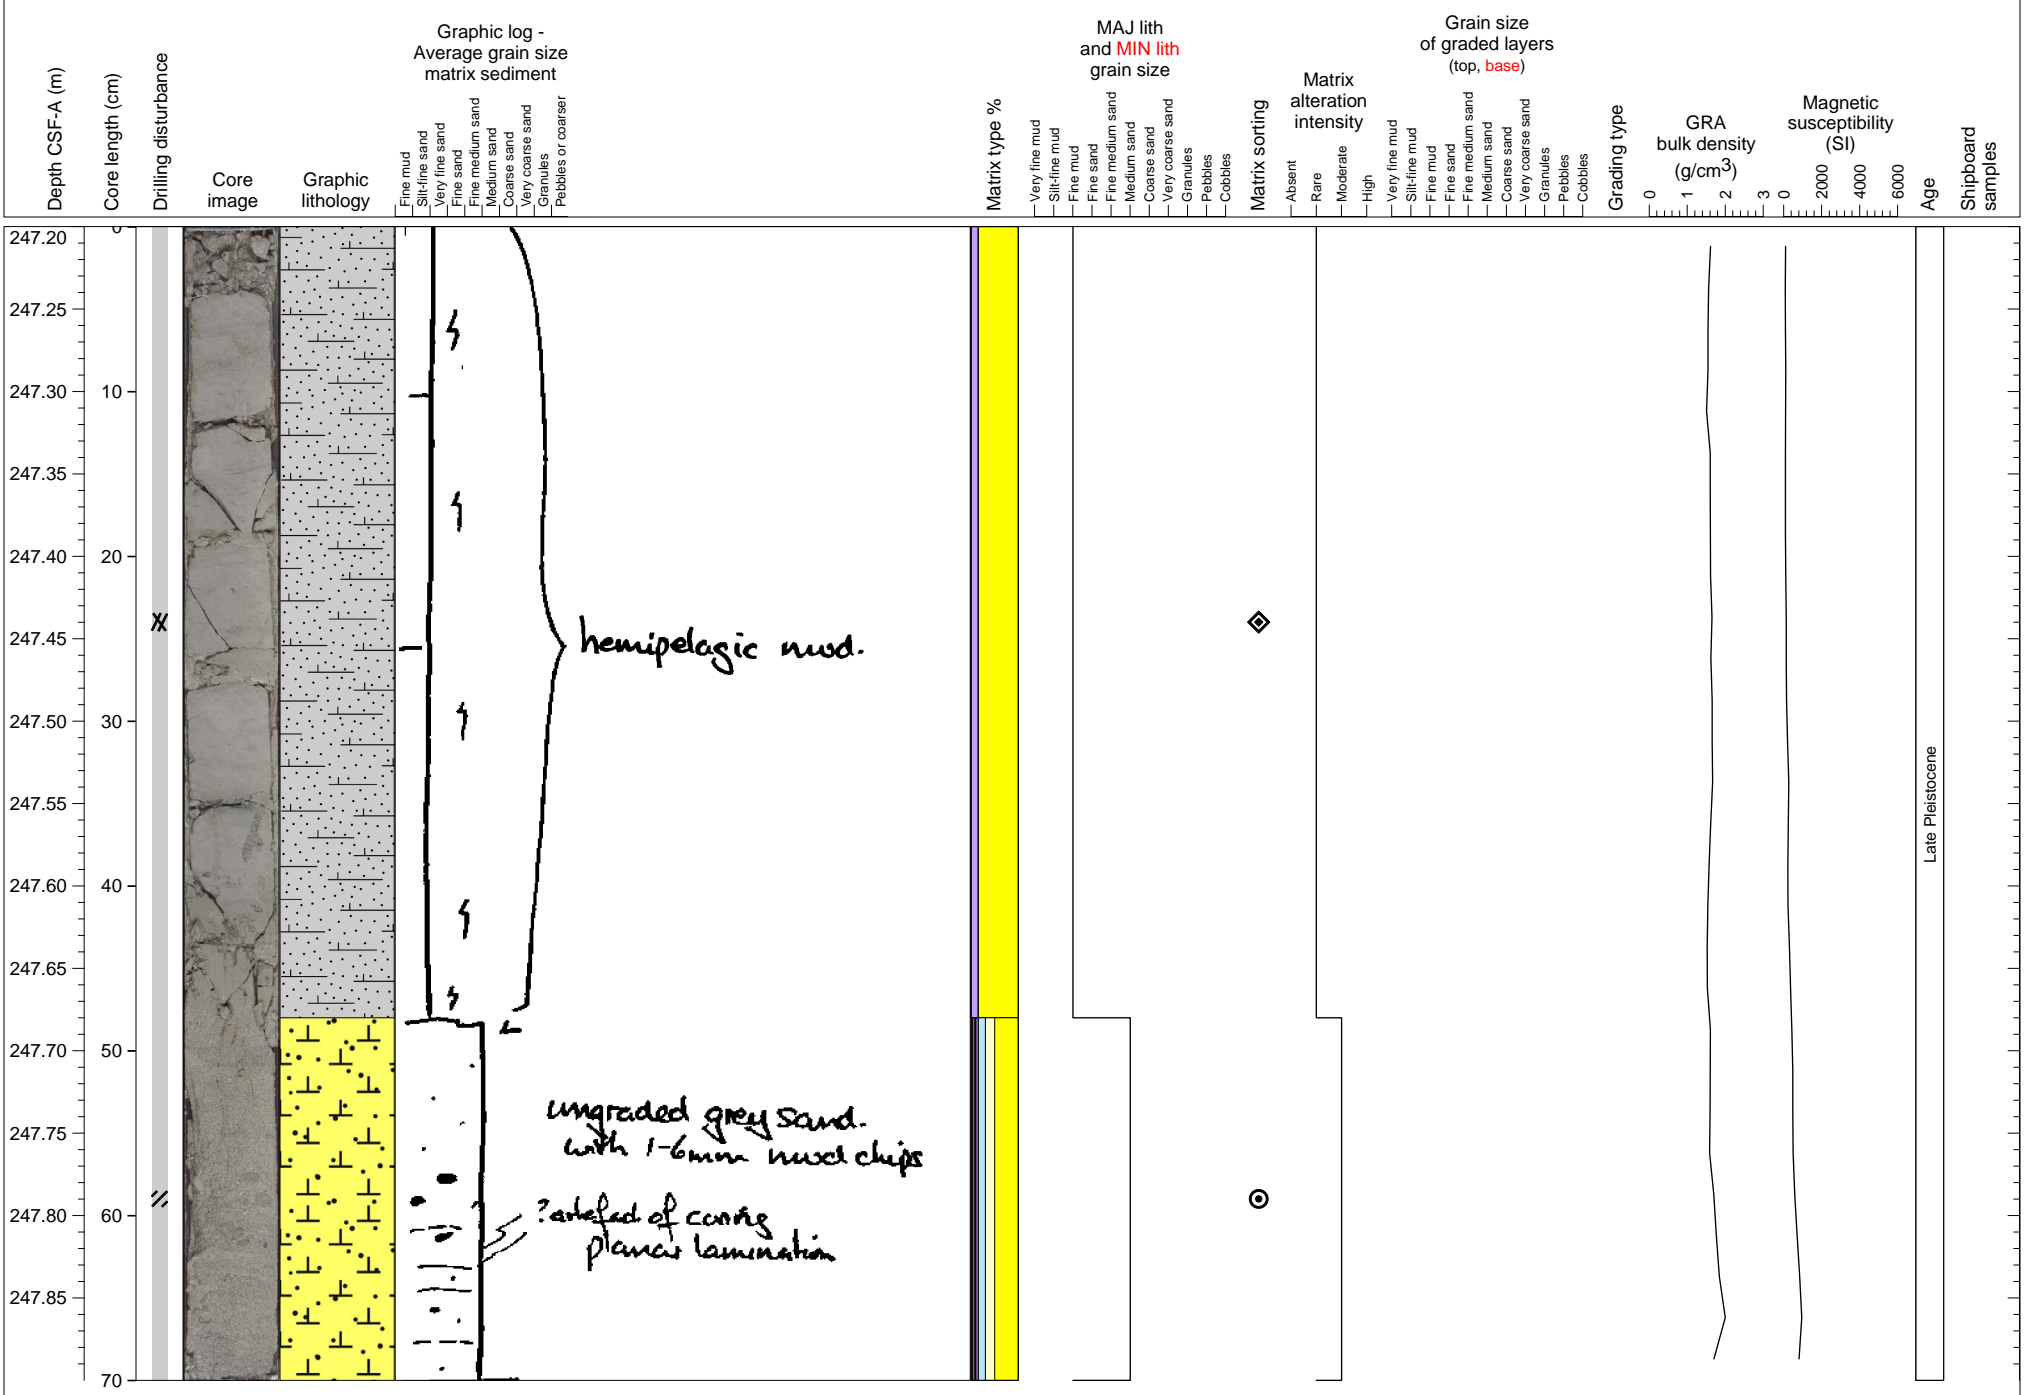 Depth CSF-A (m)
Core length (cm)
Drilling disturbance
Core
image
Graphic
lithology
Graphic log -
Average grain size
matrix sediment
Fine mud
Silt-fine sand
Very fine sand
Fine sand
Fine medium sand
Medium sand
Coarse sand
Very coarse sand
Granules
Pebbles or coarser
Matrix type %
MAJ lith
and MIN lith
grain size
Very fine mud
Silt-fine mud
Fine mud
Fine sand
Fine medium sand
Medium sand
Coarse sand
Very coarse sand
Granules
Pebbles
Cobbles
Matrix sorting
Matrix
alteration
intensity
Absent
Rare
Moderate
High
Grain size
of graded layers
(top, base)
Very fine mud
Silt-fine mud
Fine mud
Fine sand
Fine medium sand
Medium sand
Coarse sand
Very coarse sand
Granules
Pebbles
Cobbles
Grading type
GRA
bulk density
(g/cm3)
0 1 2 3
Magnetic
susceptibility
(SI)
0 2000 4000 6000
Age
Shipboard
samples
247.20
247.25
247.30
247.35
247.40
247.45
247.50
247.55
247.60
247.65
247.70
247.75
247.80
247.85
0
10
20
30
40
50
60
70
hemipelagic mud.
ungraded grey sand.
with 1-6mm mud chips
? artefact of coring
planar lamination
Late Pleistocene